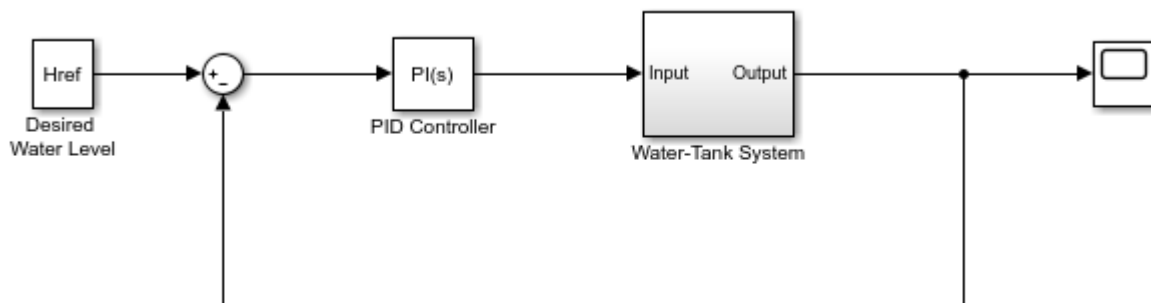 Href
+
−
PI(s)
Input
Output
Desired
Water Level
PID Controller
Water-Tank System